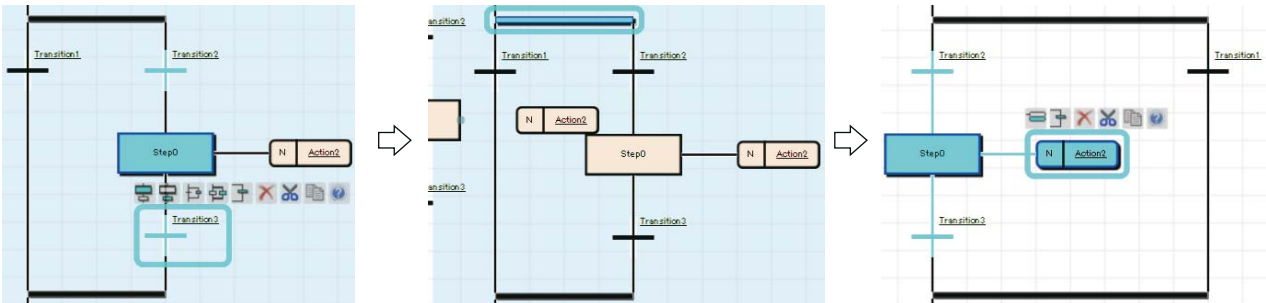 Transition1
Transition2
Step0
N
Action2
Transition3
ansition2
Transition1
Transition2
N
Action2
Step0
N
Action2
ansition3
Transition3
Transition2
Transition1
Step0
N
Action2
Transition3